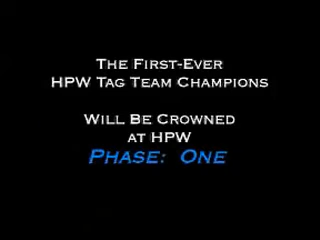 The First-Ever
HPW Tag Team Champions
Will Be Crowned
at HPW
Phase: One